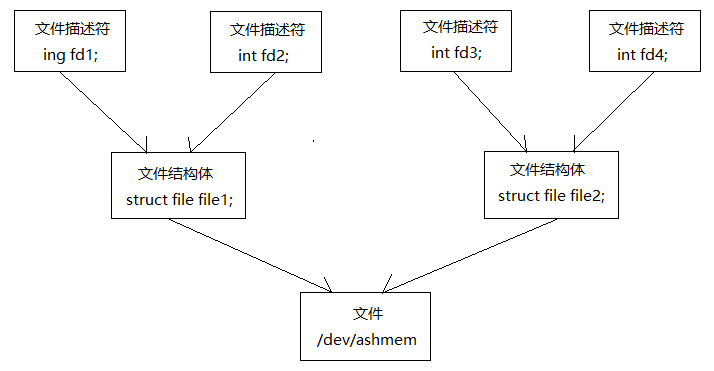 文件描述符
ing fd1;
文件描述符
int fd2;
文件描述符
int fd3;
文件描述符
int fd4;
文件结构体
struct file file1;
文件结构体
struct file file2;
文件
/dev/ashmem